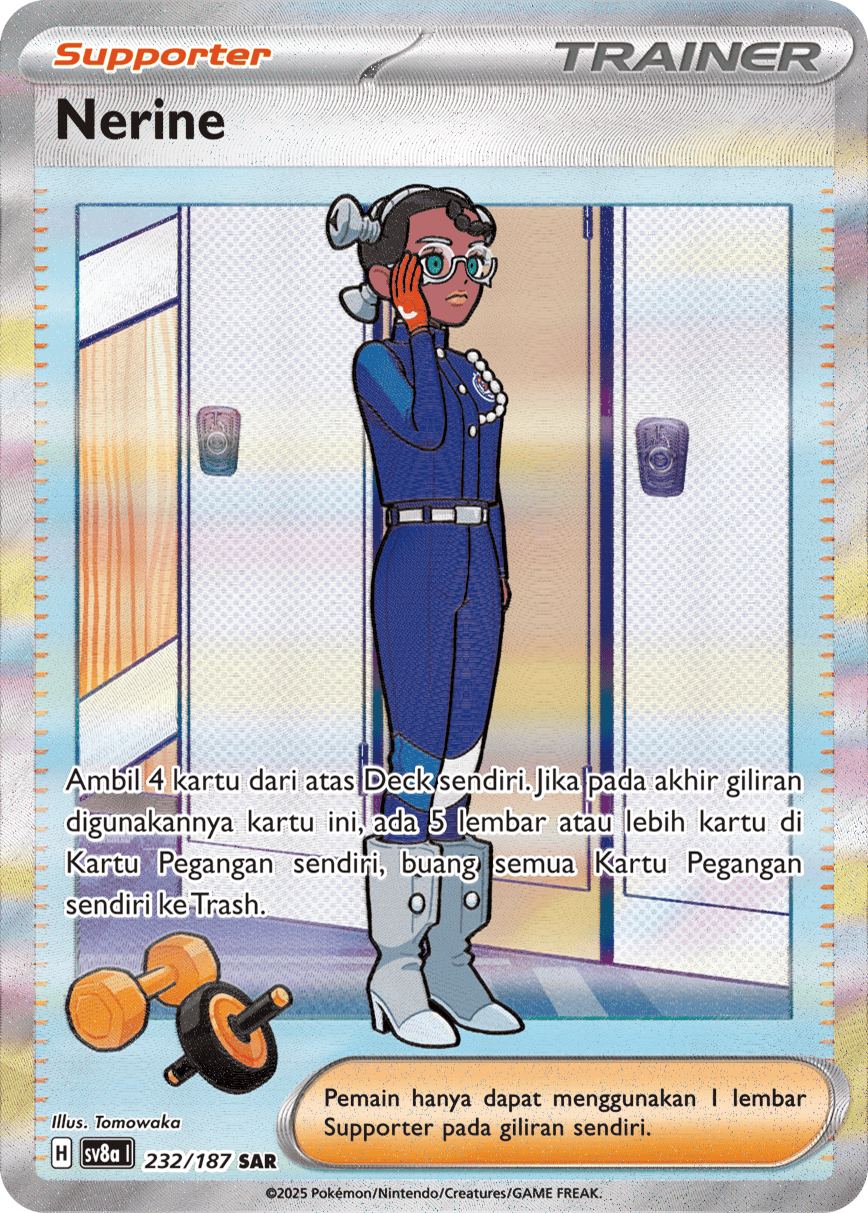 Supporter
TRAINER
Nerine
Ambil 4 kartu dari atas Deck sendiri. Jika pada akhir giliran
digunakannya kartu ini, ada 5 lembar atau lebih kartu di
Kartu Pegangan sendiri, buang semua Kartu Pegangan
sendiri ke Trash.
Pemain hanya dapat menggunakan 1 lembar
Supporter pada giliran sendiri.
Illus. Tomowaka
H sv8a I 232/187 SAR
©2025 Pokémon/Nintendo/Creatures/GAME FREAK.